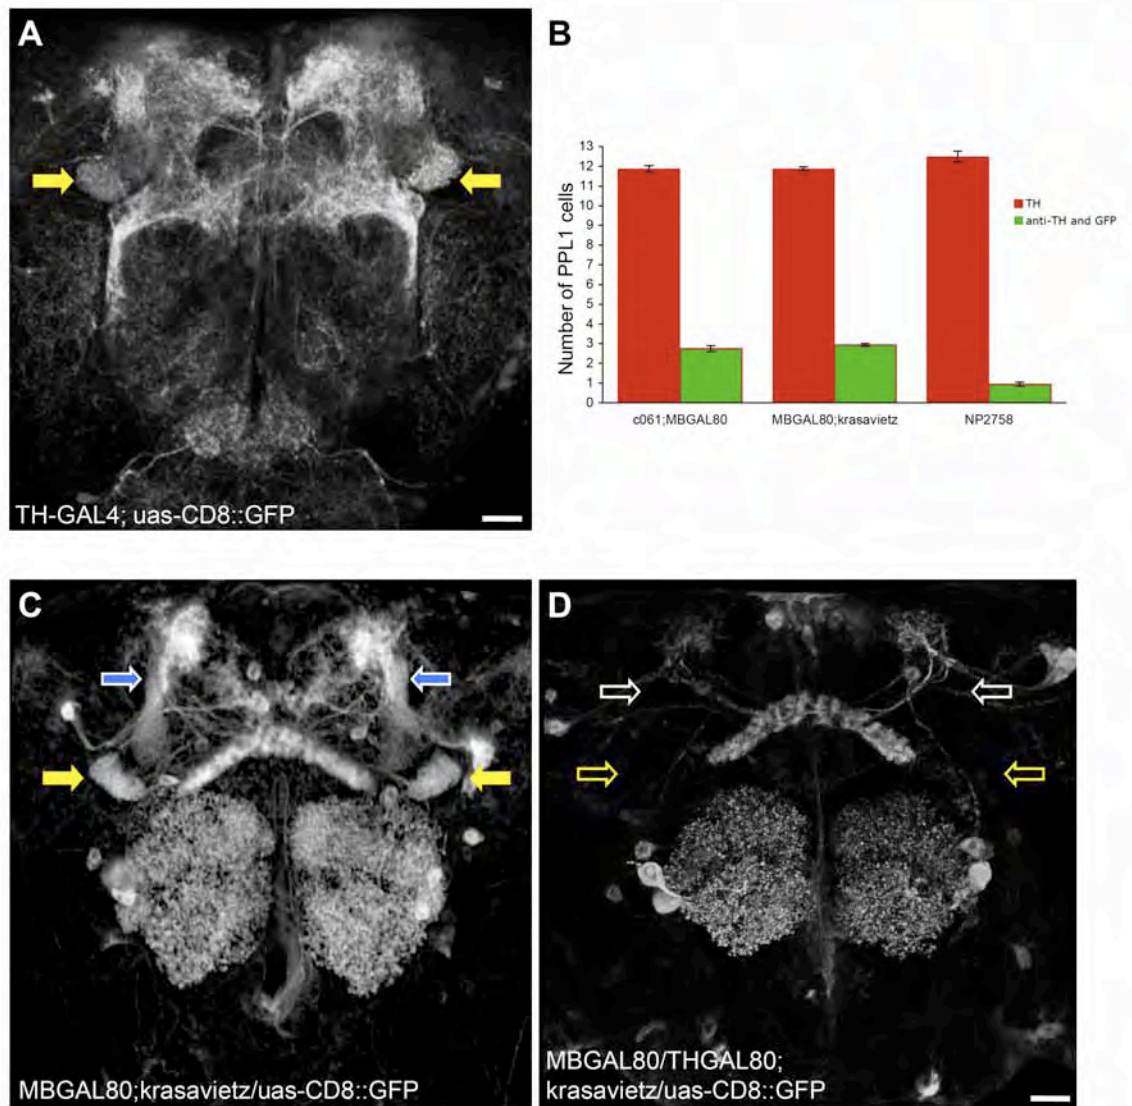 A
TH-GAL4; uas-CD8::GFP
B
Number of PPL1 cells
13
12
11
10
9
8
7
6
5
4
3
2
1
0
c061;MBGAL80
MBGAL80;krasavietz
NP2758
TH
anti-TH and GFP
C
MBGAL80;krasavietz/uas-CD8::GFP
D
MBGAL80/THGAL80;
krasavietz/uas-CD8::GFP